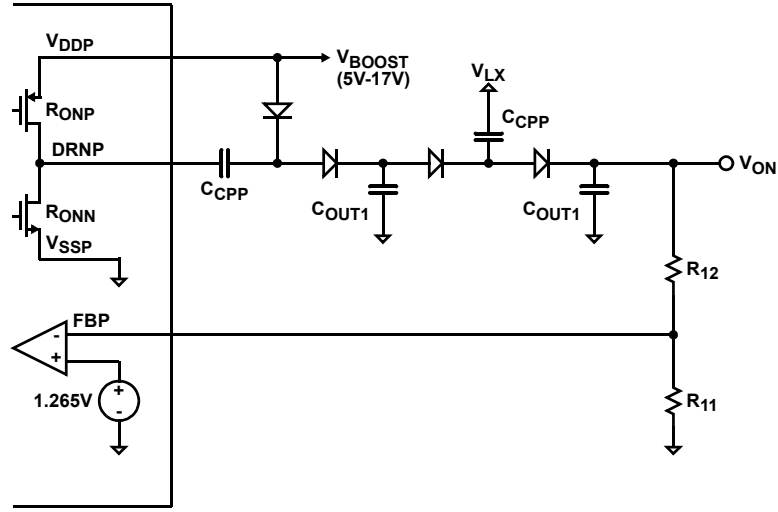 VDDP
VBOOST
(5V-17V)
VLX
RONP
CCPP
DRNP
VON
CCPP
RONN
COUT1
COUT1
VSSP
R12
FBP
-
+
+
1.265V
-
R11